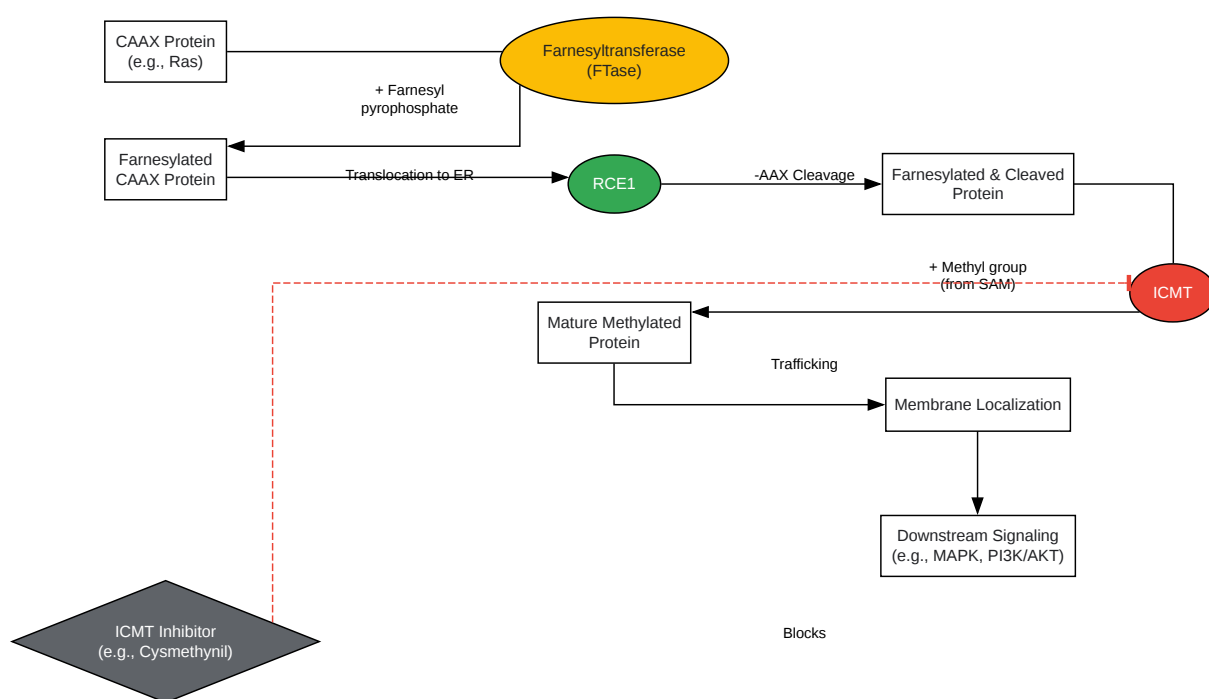 CAAX Protein
(e.g., Ras)
Farnesyltransferase
(FTase)
+ Farnesyl
pyrophosphate
Farnesylated
CAAX Protein
Translocation to ER
RCE1
-AAX Cleavage
Farnesylated & Cleaved
Protein
+ Methyl group
(from SAM)
ICMT
Mature Methylated
Protein
Trafficking
Membrane Localization
Downstream Signaling
(e.g., MAPK, PI3K/AKT)
ICMT Inhibitor
(e.g., Cysmethynil)
Blocks